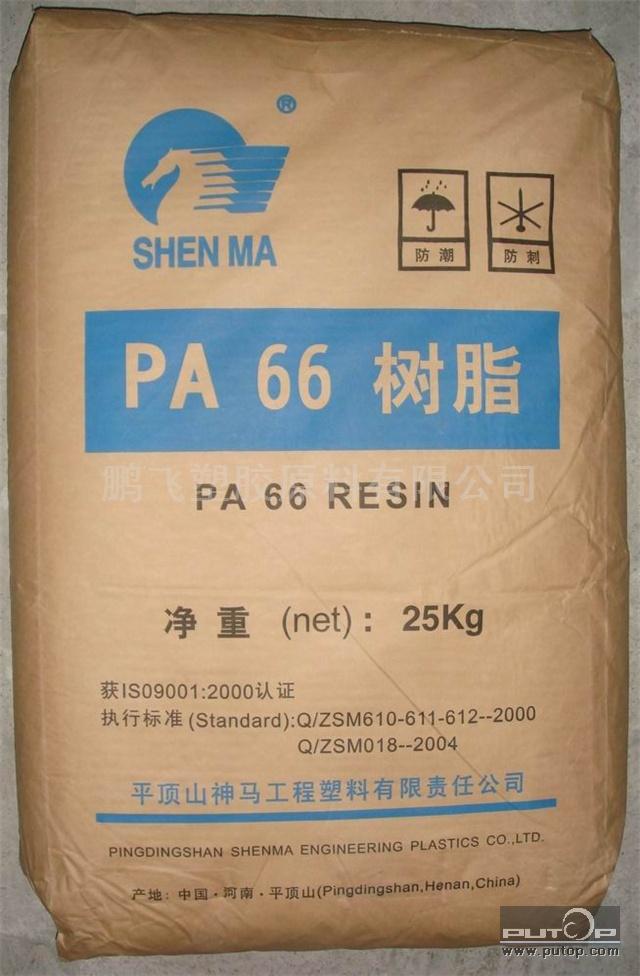 ®
SHEN MA
防潮
防刺
PA 66 树脂
鹏飞塑胶原料有限公司
PA 66 RESIN
净重 (net): 25Kg
获IS09001:2000认证
执行标准(Standard):Q/ZSM610-611-612--2000
Q/ZSM018--2004
平顶山神马工程塑料有限责任公司
PINGDINGSHAN SHENMA ENGINEERING PLASTICS CO.,LTD.
产地:中国·河南·平顶山(Pingdingshan,Henan,China)
PUTOP
www.putop.com